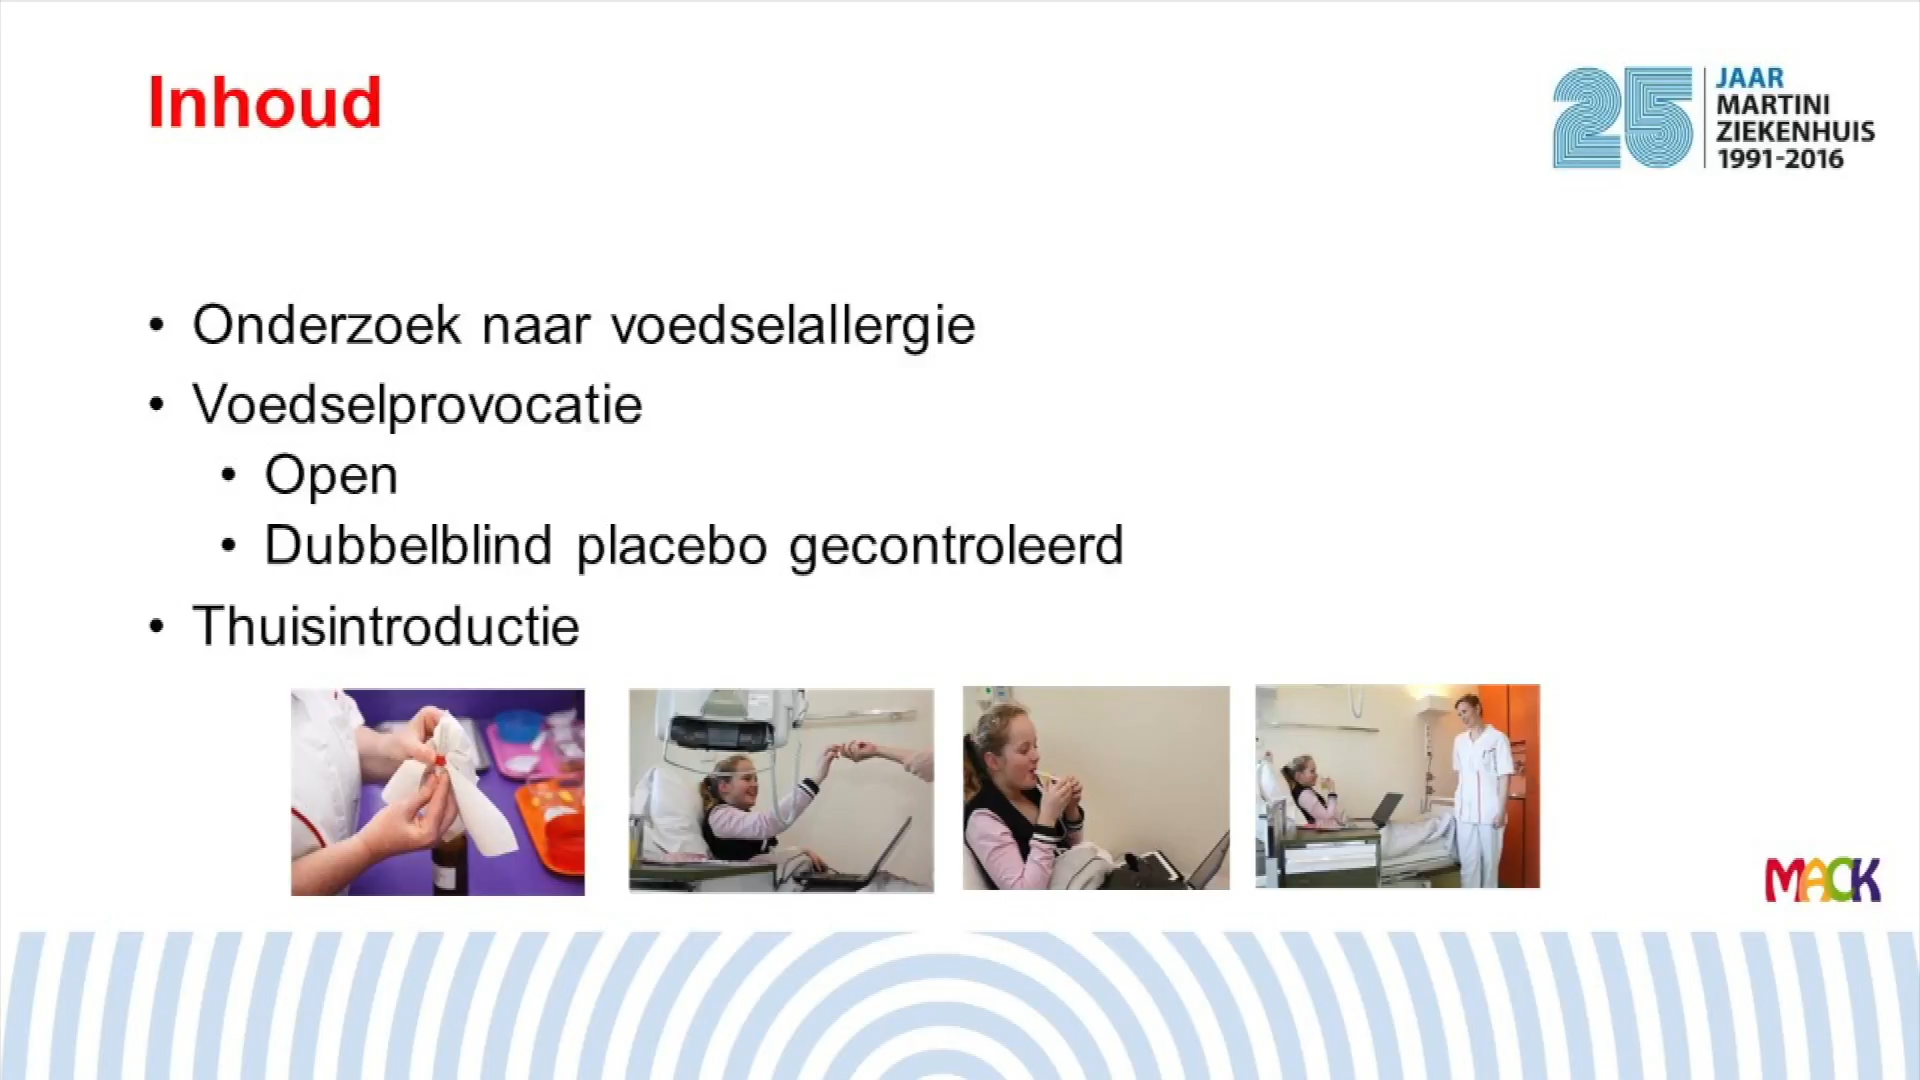 Inhoud
25
JAAR
MARTINI
ZIEKENHUIS
1991-2016
• Onderzoek naar voedselallergie
• Voedselprovocatie
• Open
• Dubbelblind placebo gecontroleerd
• Thuisintroductie
MACK